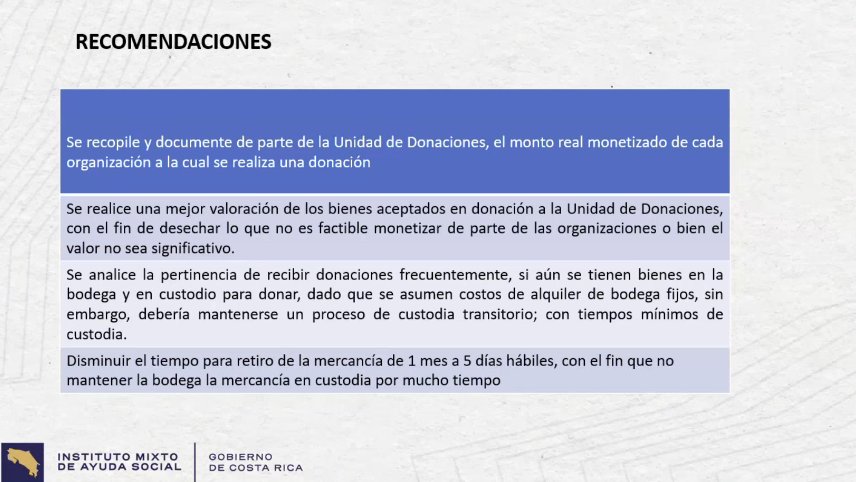 RECOMENDACIONES
Se recopile y documente de parte de la Unidad de Donaciones, el monto real monetizado de cada
organización a la cual se realiza una donación
Se realice una mejor valoración de los bienes aceptados en donación a la Unidad de Donaciones,
con el fin de desechar lo que no es factible monetizar de parte de las organizaciones o bien el
valor no sea significativo.
Se analice la pertinencia de recibir donaciones frecuentemente, si aún se tienen bienes en la
bodega y en custodio para donar, dado que se asumen costos de alquiler de bodega fijos, sin
embargo, debería mantenerse un proceso de custodia transitorio; con tiempos mínimos de
custodia.
Disminuir el tiempo para retiro de la mercancía de 1 mes a 5 días hábiles, con el fin que no
mantener la bodega la mercancía en custodia por mucho tiempo
INSTITUTO MIXTO
DE AYUDA SOCIAL
GOBIERNO
DE COSTA RICA